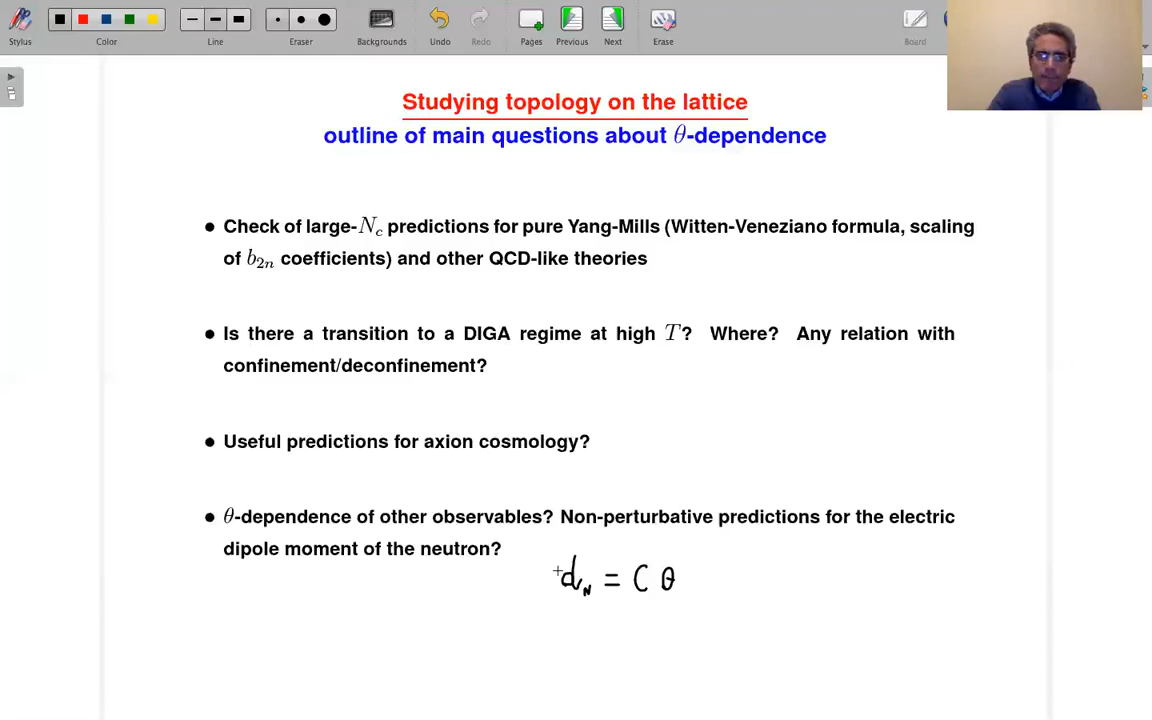 Stylus
Color
Line
Eraser
Backgrounds
Undo
Redo
Pages
Previous
Next
Erase
Board
Studying topology on the lattice
outline of main questions about θ-dependence
● Check of large-N_c predictions for pure Yang-Mills (Witten-Veneziano formula, scaling
of b_{2n} coefficients) and other QCD-like theories
● Is there a transition to a DIGA regime at high T? Where? Any relation with
confinement/deconfinement?
● Useful predictions for axion cosmology?
● θ-dependence of other observables? Non-perturbative predictions for the electric
dipole moment of the neutron?
d_N = C θ